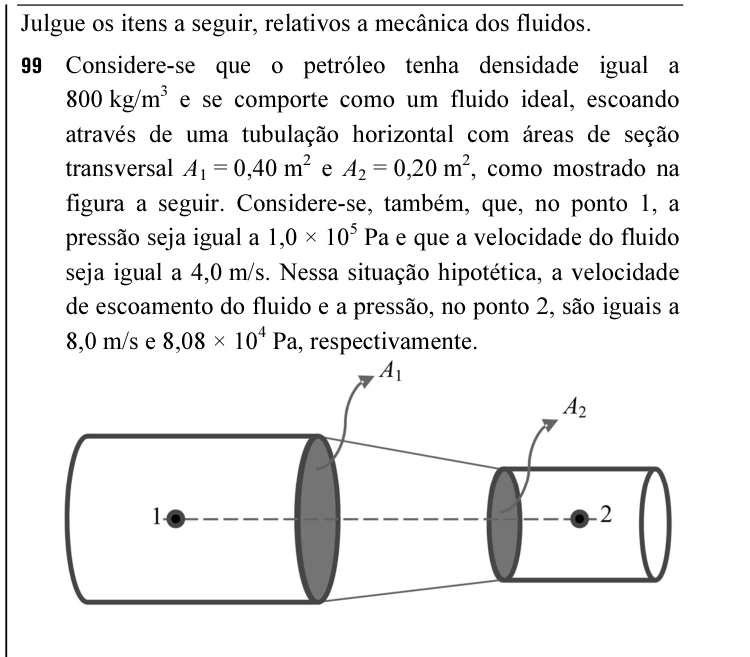 Julgue os itens a seguir, relativos a mecânica dos fluidos.
99 Considere-se que o petróleo tenha densidade igual a
800 kg/m³ e se comporte como um fluido ideal, escoando
através de uma tubulação horizontal com áreas de seção
transversal A₁ = 0,40 m² e A₂ = 0,20 m², como mostrado na
figura a seguir. Considere-se, também, que, no ponto 1, a
pressão seja igual a 1,0 × 10⁵ Pa e que a velocidade do fluido
seja igual a 4,0 m/s. Nessa situação hipotética, a velocidade
de escoamento do fluido e a pressão, no ponto 2, são iguais a
8,0 m/s e 8,08 × 10⁴ Pa, respectivamente.
A₁
A₂
1
2